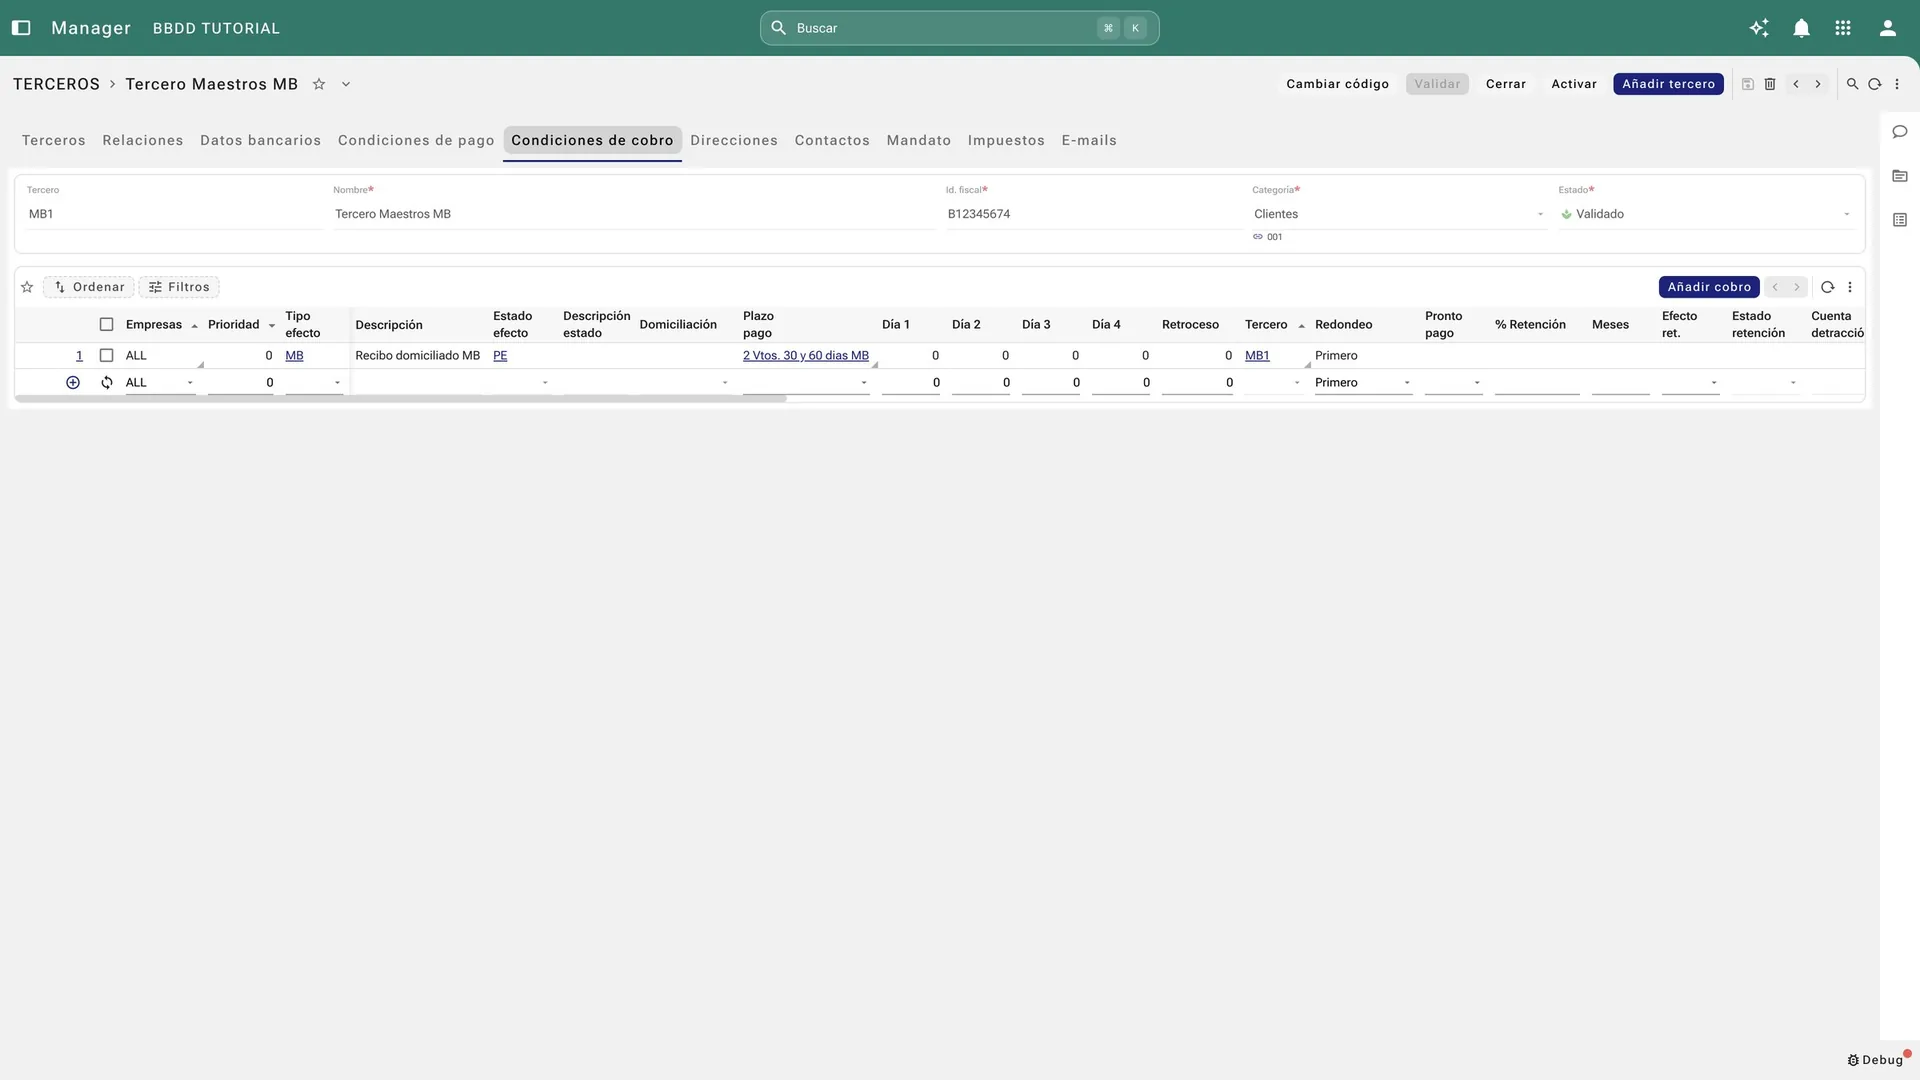 Manager BBDD TUTORIAL Buscar ⌘ K
TERCEROS > Tercero Maestros MB Cambiar código Validar Cerrar Activar Añadir tercero
Terceros Relaciones Datos bancarios Condiciones de pago Condiciones de cobro Direcciones Contactos Mandato Impuestos E-mails
Tercero Nombre* Id. fiscal* Categoría* Estado*
MB1 Tercero Maestros MB B12345674 Clientes Validado
001
Ordenar Filtros Añadir cobro
Empresas Prioridad Tipo efecto Descripción Estado efecto Descripción estado Domiciliación Plazo pago Día 1 Día 2 Día 3 Día 4 Retroceso Tercero Redondeo Pronto pago % Retención Meses Efecto ret. Estado retención Cuenta detracció
1 ALL 0 MB Recibo domiciliado MB PE 2 Vtos. 30 y 60 dias MB 0 0 0 0 0 MB1 Primero
ALL 0 0 0 0 0 0 Primero
Debug